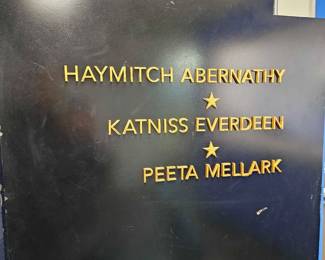 HAYMITCH ABERNATHY
KATNISS EVERDEEN
PEETA MELLARK